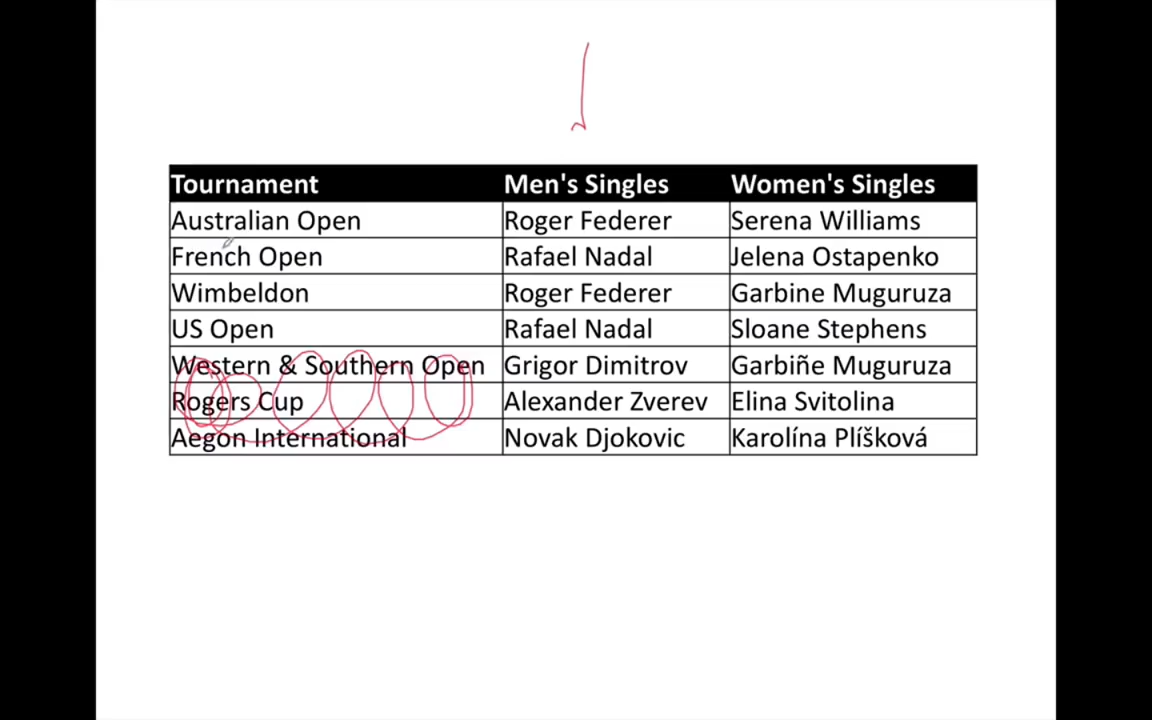 Tournament Men's Singles Women's Singles
Australian Open Roger Federer Serena Williams
French Open Rafael Nadal Jelena Ostapenko
Wimbeldon Roger Federer Garbine Muguruza
US Open Rafael Nadal Sloane Stephens
Western & Southern Open Grigor Dimitrov Garbiñe Muguruza
Rogers Cup Alexander Zverev Elina Svitolina
Aegon International Novak Djokovic Karolína Plíšková